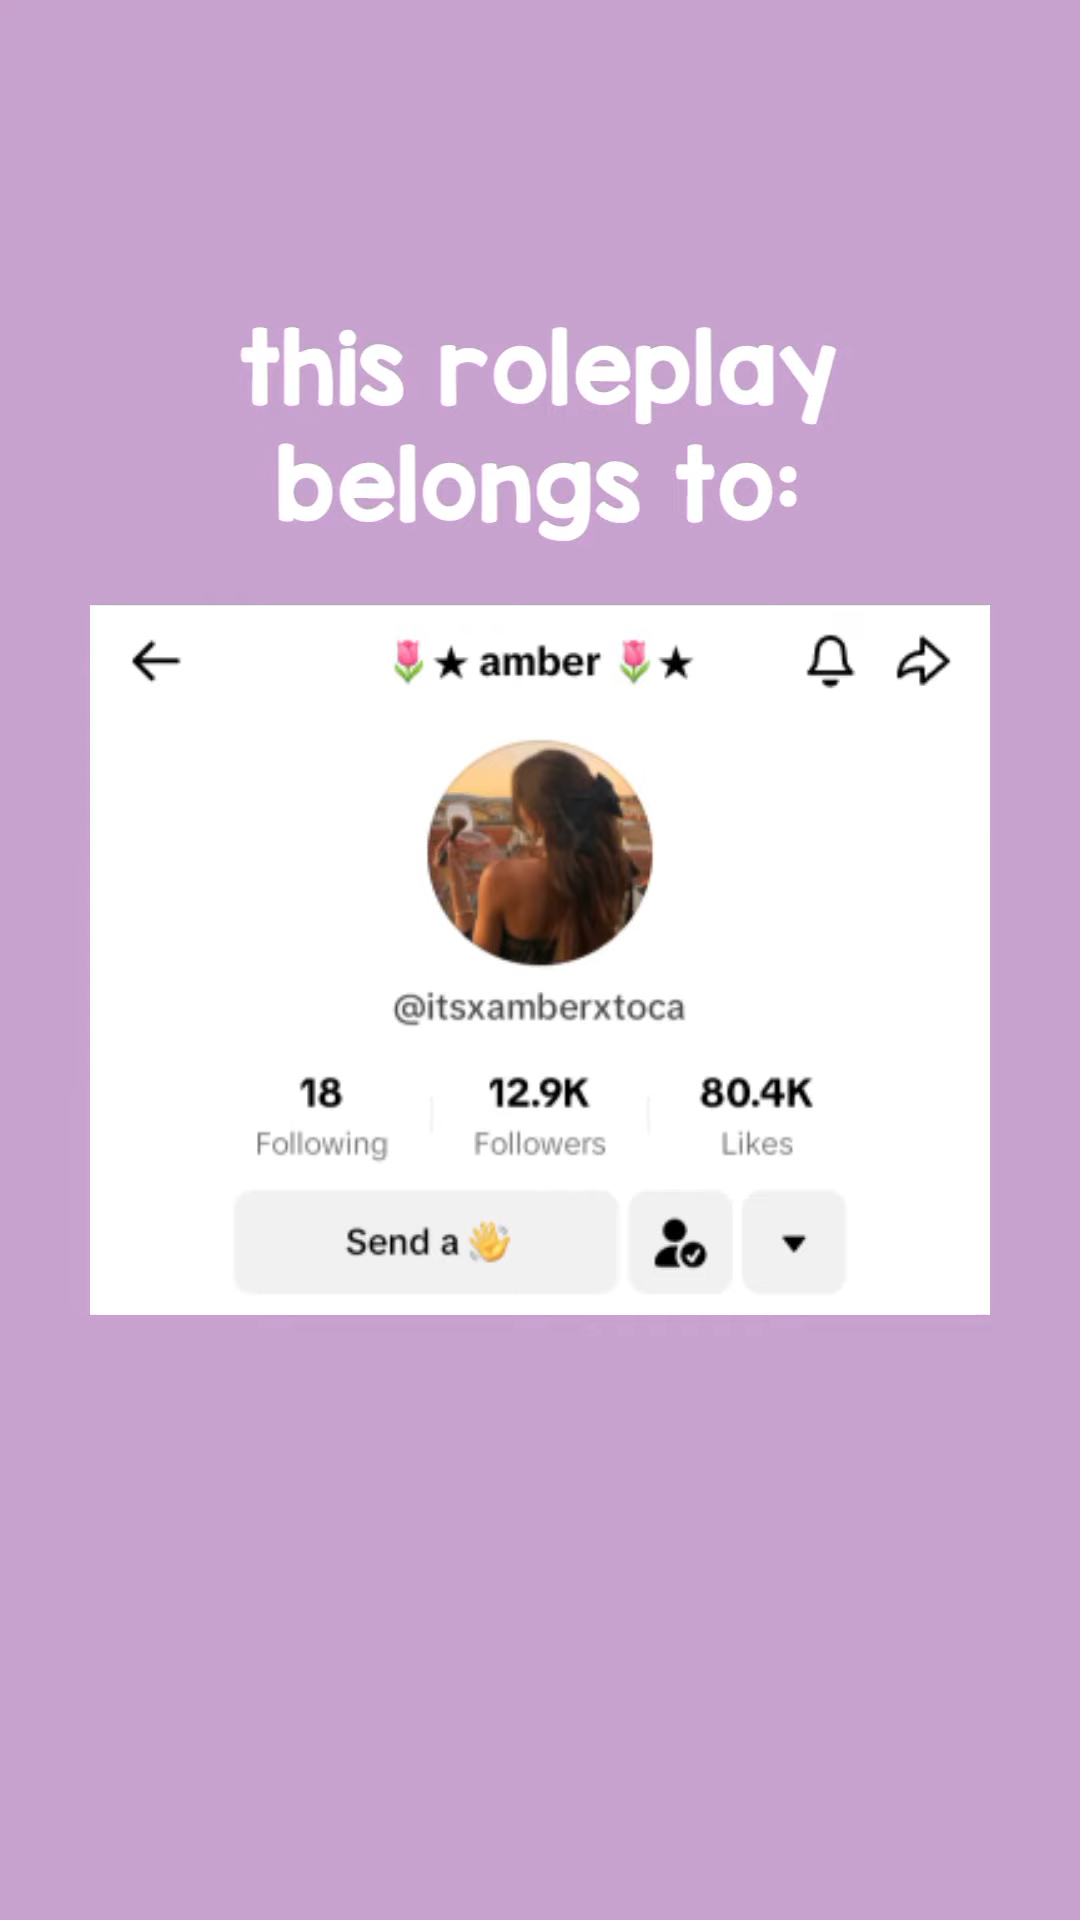 this roleplay
belongs to:
🌷★ amber 🌷★
@itsxamberxtoca
18 12.9K 80.4K
Following Followers Likes
Send a 👋